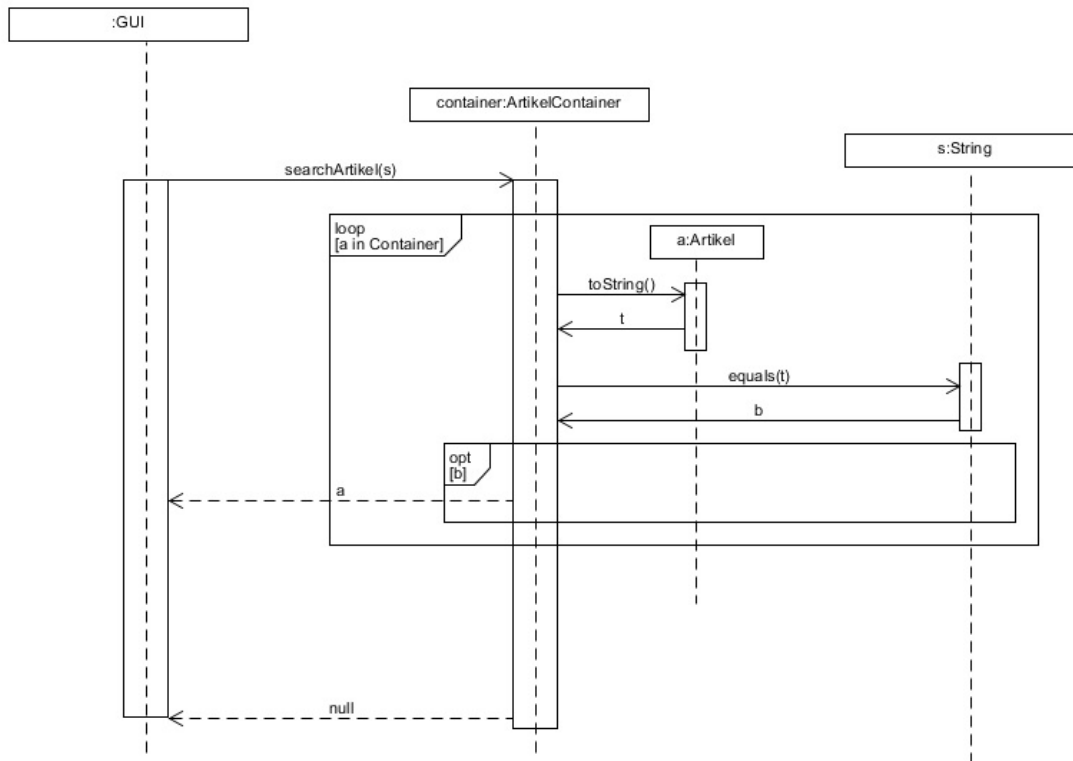 :GUI
container:ArtikelContainer
s:String
searchArtikel(s)
loop
[a in Container]
a:Artikel
toString()
t
equals(t)
b
opt
[b]
a
null